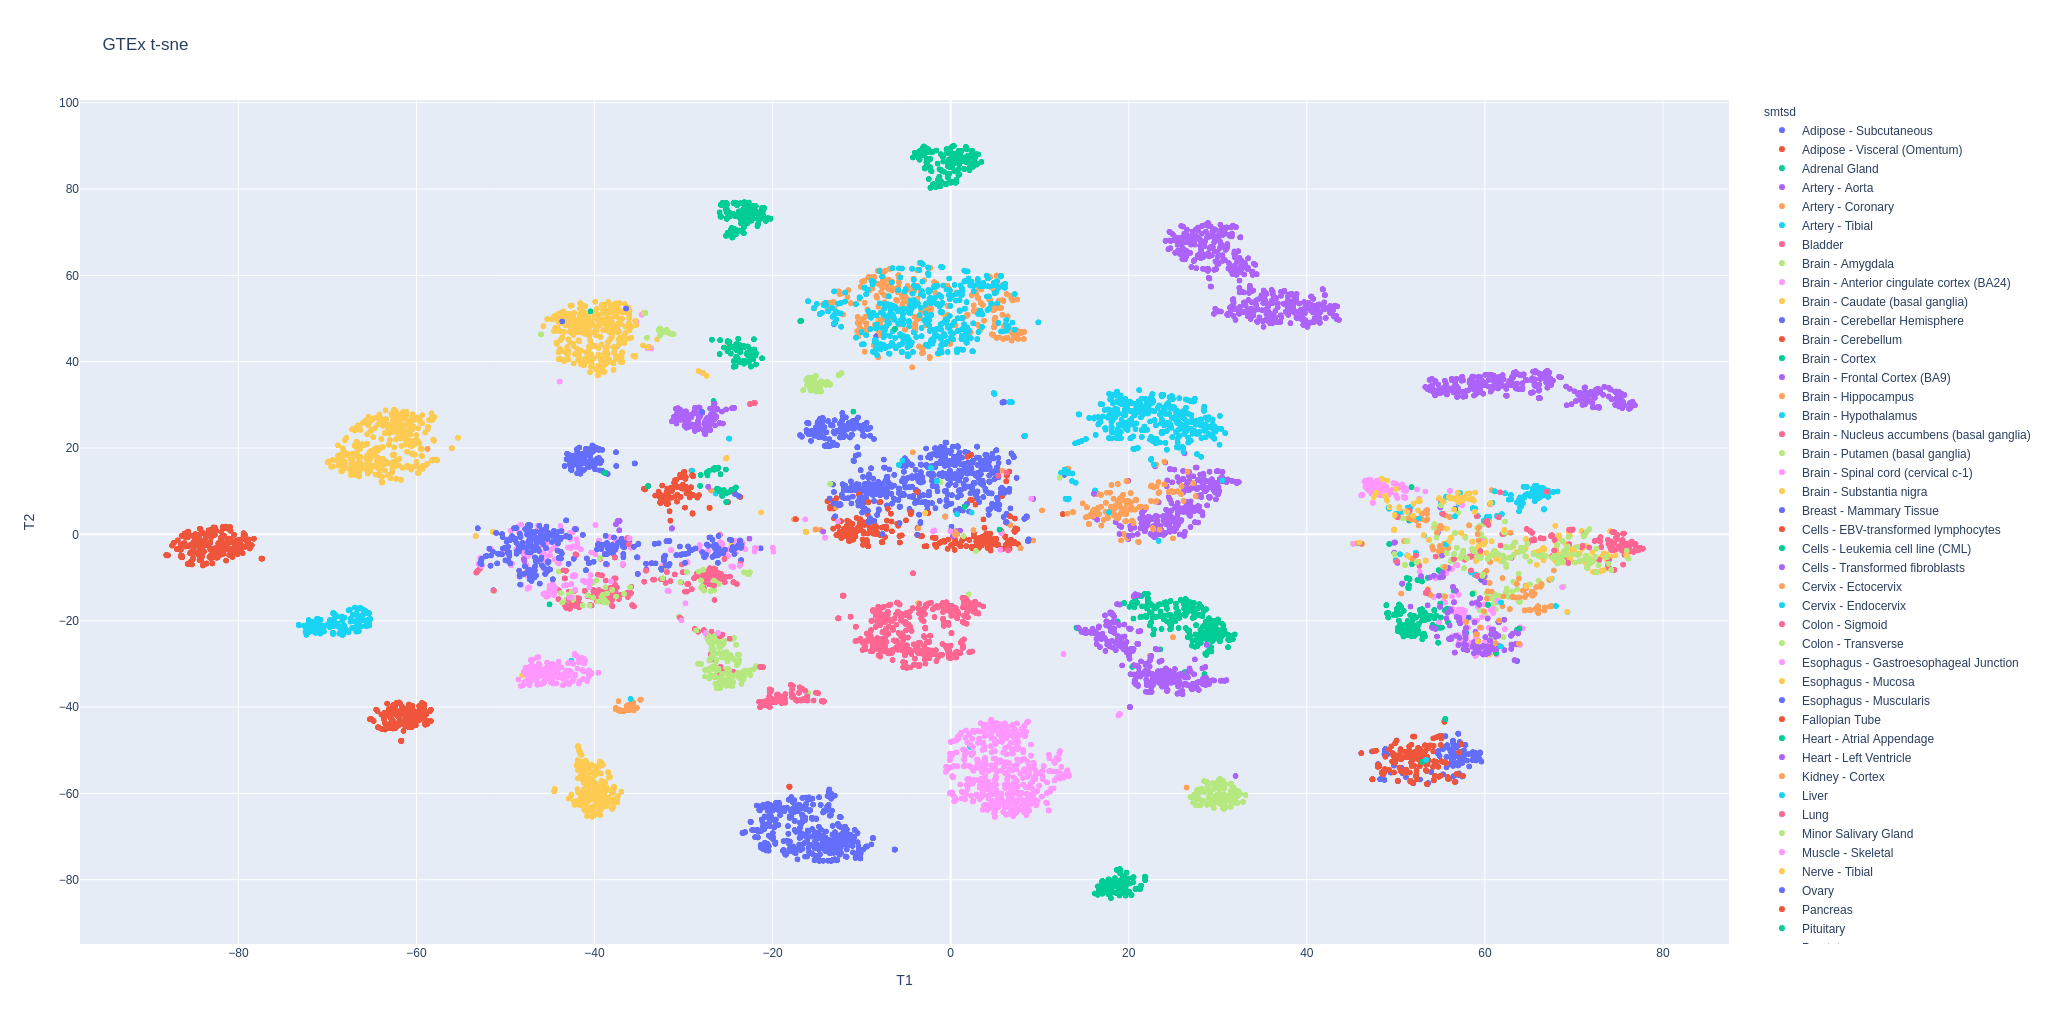 GTEx t-sne
100
80
60
40
20
0
−20
−40
−60
−80
T2
−80
−60
−40
−20
0
20
40
60
80
T1
smtsd
Adipose - Subcutaneous
Adipose - Visceral (Omentum)
Adrenal Gland
Artery - Aorta
Artery - Coronary
Artery - Tibial
Bladder
Brain - Amygdala
Brain - Anterior cingulate cortex (BA24)
Brain - Caudate (basal ganglia)
Brain - Cerebellar Hemisphere
Brain - Cerebellum
Brain - Cortex
Brain - Frontal Cortex (BA9)
Brain - Hippocampus
Brain - Hypothalamus
Brain - Nucleus accumbens (basal ganglia)
Brain - Putamen (basal ganglia)
Brain - Spinal cord (cervical c-1)
Brain - Substantia nigra
Breast - Mammary Tissue
Cells - EBV-transformed lymphocytes
Cells - Leukemia cell line (CML)
Cells - Transformed fibroblasts
Cervix - Ectocervix
Cervix - Endocervix
Colon - Sigmoid
Colon - Transverse
Esophagus - Gastroesophageal Junction
Esophagus - Mucosa
Esophagus - Muscularis
Fallopian Tube
Heart - Atrial Appendage
Heart - Left Ventricle
Kidney - Cortex
Liver
Lung
Minor Salivary Gland
Muscle - Skeletal
Nerve - Tibial
Ovary
Pancreas
Pituitary